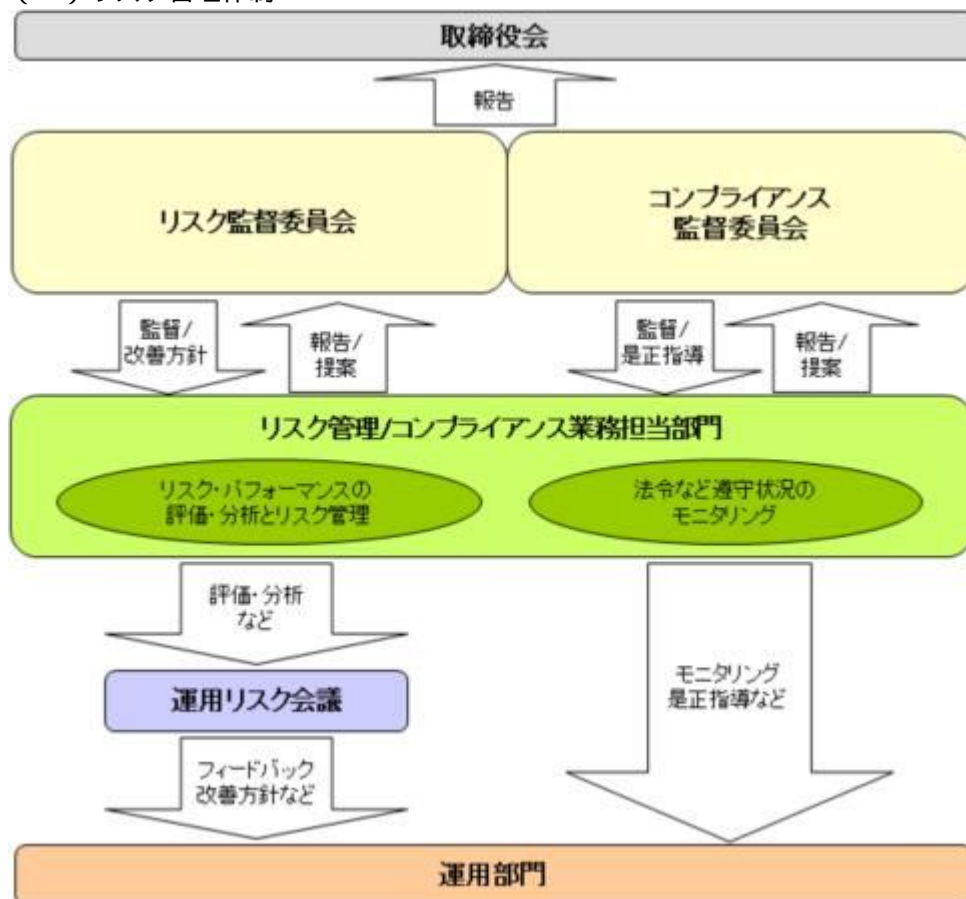 取締役会
報告
リスク監督委員会
コンプライアンス
監督委員会
監督/
改善方針
報告/
提案
監督/
是正指導
報告/
提案
リスク管理/コンプライアンス業務担当部門
リスク・パフォーマンスの
評価・分析とリスク管理
法令など遵守状況の
モニタリング
評価・分析
など
運用リスク会議
モニタリング
是正指導など
フィードバック
改善方針など
運用部門